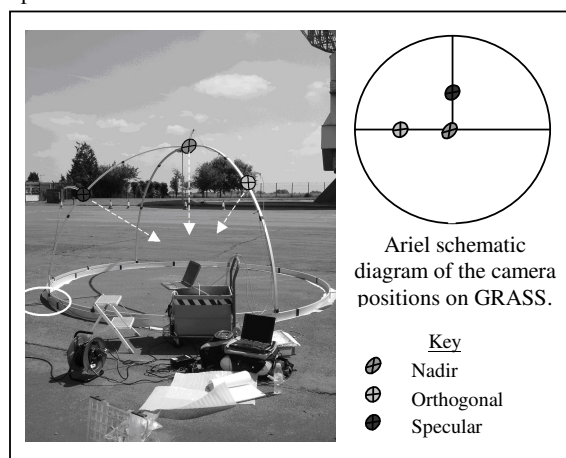 Ariel schematic
diagram of the camera
positions on GRASS.
Key
Nadir
Orthogonal
Specular